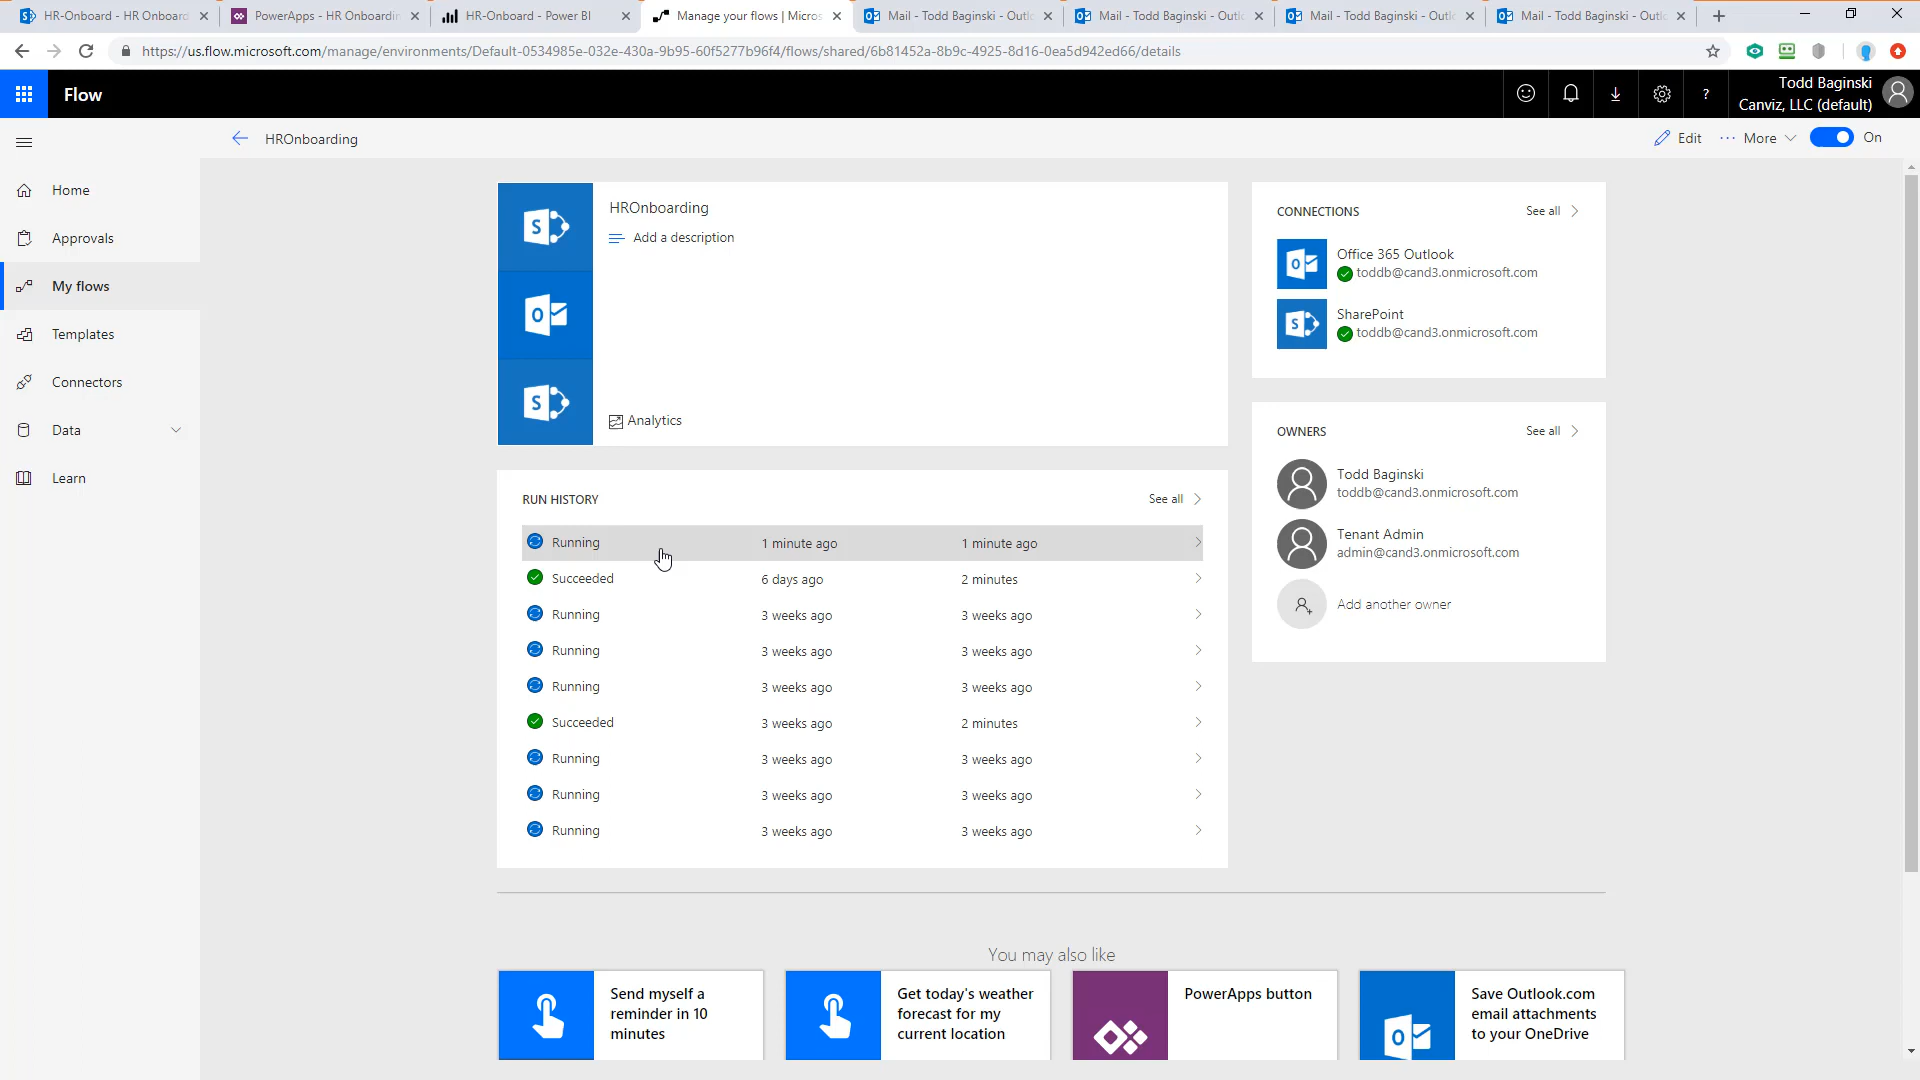 HR-Onboard - HR Onboard
PowerApps - HR Onboardin
HR-Onboard - Power BI
Manage your flows | Micros
Mail - Todd Baginski - Outlo
Mail - Todd Baginski - Outlo
Mail - Todd Baginski - Outlo
Mail - Todd Baginski - Outlo
https://us.flow.microsoft.com/manage/environments/Default-0534985e-032e-430a-9b95-60f5277b96f4/flows/shared/6b81452a-8b9c-4925-8d16-0ea5d942ed66/details
Flow
?
Todd Baginski
Canviz, LLC (default)
HROnboarding
Edit
··· More
On
Home
Approvals
My flows
Templates
Connectors
Data
Learn
HROnboarding
Add a description
Analytics
CONNECTIONS
See all
Office 365 Outlook
toddb@cand3.onmicrosoft.com
SharePoint
toddb@cand3.onmicrosoft.com
OWNERS
See all
Todd Baginski
toddb@cand3.onmicrosoft.com
Tenant Admin
admin@cand3.onmicrosoft.com
Add another owner
RUN HISTORY
See all
Running 1 minute ago 1 minute ago
Succeeded 6 days ago 2 minutes
Running 3 weeks ago 3 weeks ago
Running 3 weeks ago 3 weeks ago
Running 3 weeks ago 3 weeks ago
Succeeded 3 weeks ago 2 minutes
Running 3 weeks ago 3 weeks ago
Running 3 weeks ago 3 weeks ago
Running 3 weeks ago 3 weeks ago
You may also like
Send myself a
reminder in 10
minutes
Get today's weather
forecast for my
current location
PowerApps button
Save Outlook.com
email attachments
to your OneDrive